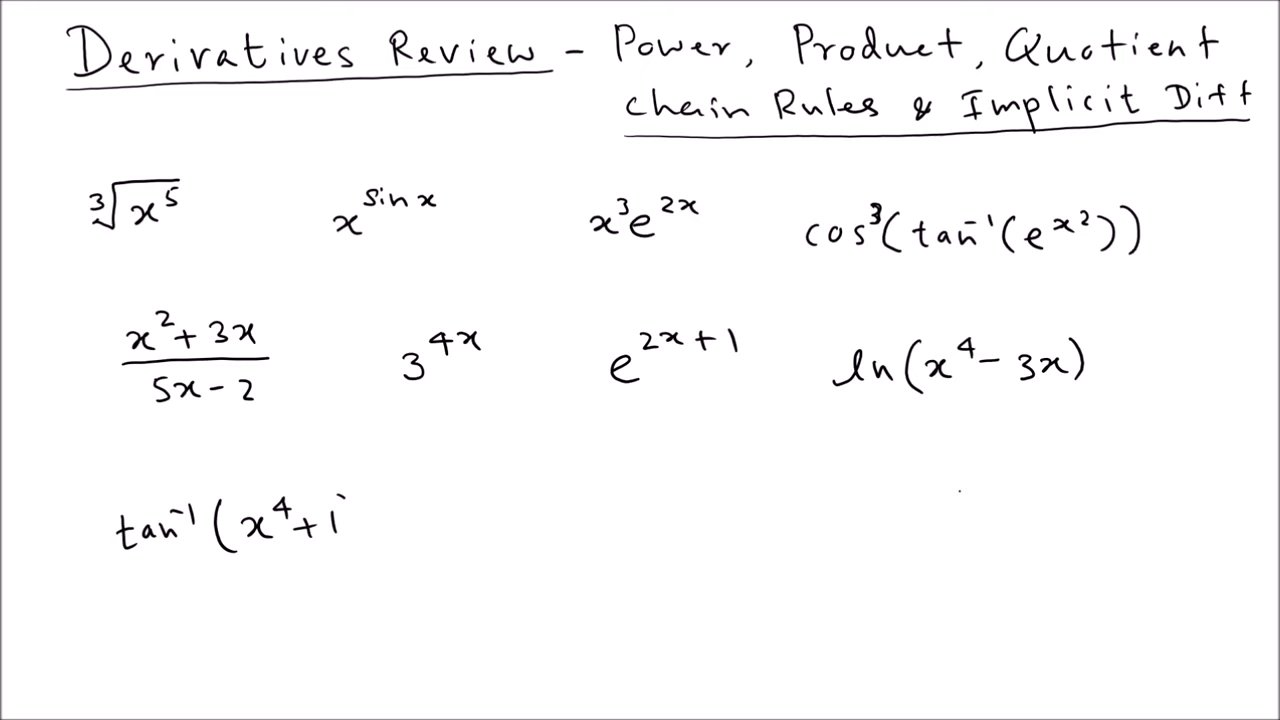 Derivatives Review - Power, Product, Quotient
Chain Rules & Implicit Diff
∛x⁵ x^(sin x) x³e^(2x) cos³(tan⁻¹(e^(x²)))
(x²+3x)/(5x-2) 3^(4x) e^(2x+1) ln(x⁴-3x)
tan⁻¹(x⁴+1